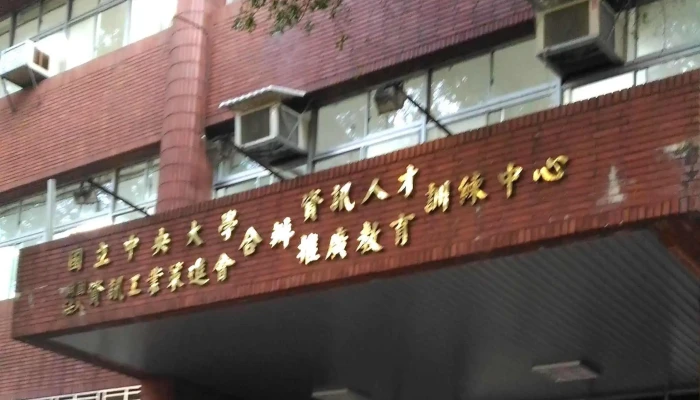 國立中央大學
資訊工業策進會
合辦
資訊人才
推廣教育
訓練中心